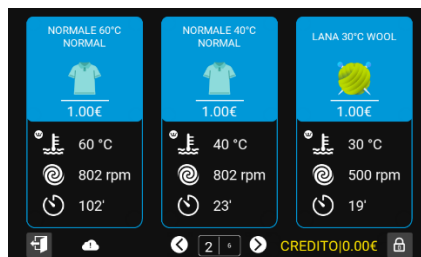 NORMALE 60°C
NORMAL
1.00€
60 °C
802 rpm
102'
NORMALE 40°C
NORMAL
1.00€
40 °C
802 rpm
23'
LANA 30°C WOOL
1.00€
30 °C
500 rpm
19'
2 6
CREDITO|0.00€